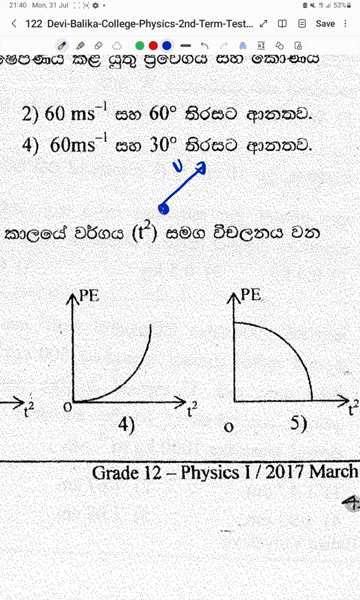 21:40 Mon, 31 Jul 53%
122 Devi-Balika-College-Physics-2nd-Term-Test... Save
ක්ෂේපණය කළ යුතු ප්‍රවේගය සහ කෝණය
2) 60 ms⁻¹ සහ 60° තිරසට ආනතව.
4) 60ms⁻¹ සහ 30° තිරසට ආනතව.
U
කාලයේ වර්ගය (t²) සමග විචලනය වන
PE PE
t² O t² o t²
4) 5)
Grade 12 – Physics I / 2017 March